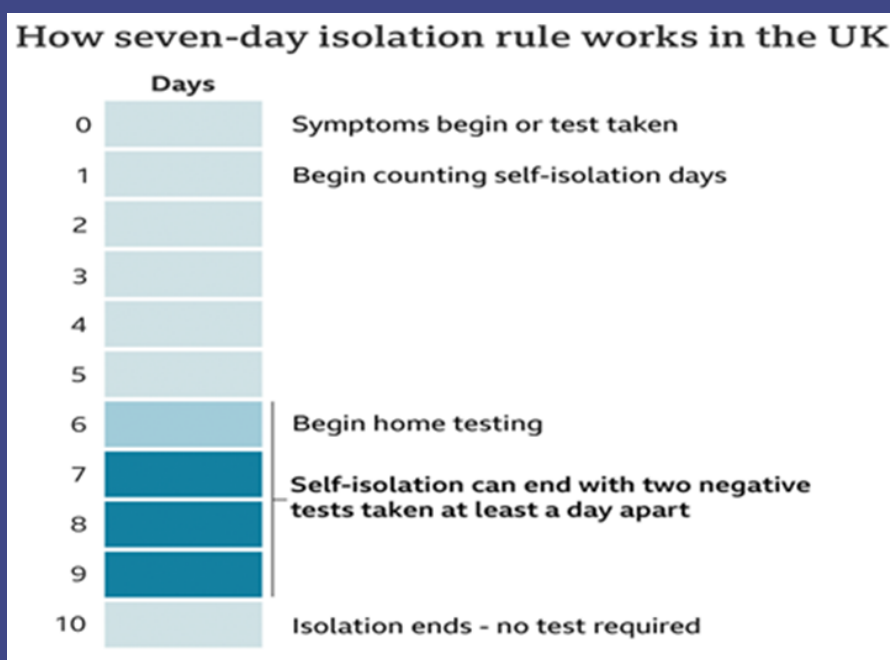 How seven-day isolation rule works in the UK
Days
0 Symptoms begin or test taken
1 Begin counting self-isolation days
2
3
4
5
6 Begin home testing
7
Self-isolation can end with two negative
tests taken at least a day apart
8
9
10 Isolation ends - no test required